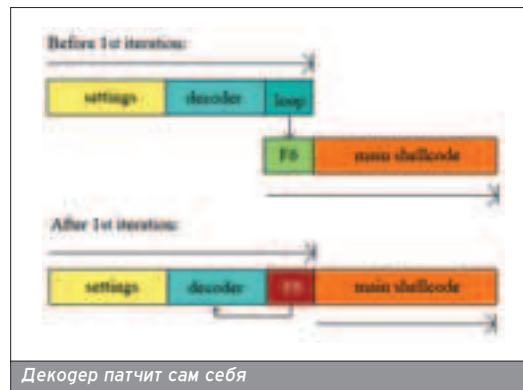 Before 1st iteration:
settings decoder loop
F6 main shellcode
After 1st iteration:
settings decoder main shellcode
Декодер патчит сам себя